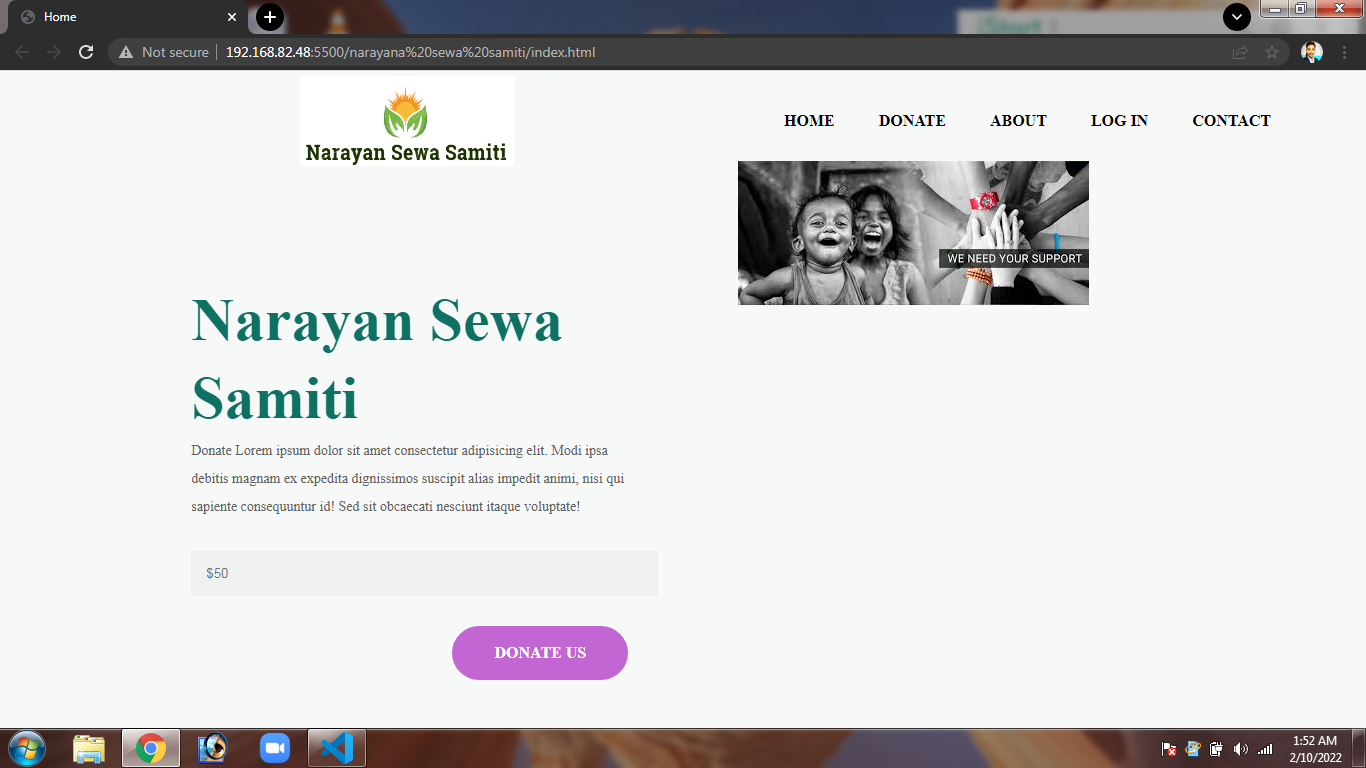 Home
iStart
Not secure
192.168.82.48:5500/narayana%20sewa%20samiti/index.html
Narayan Sewa Samiti
HOME
DONATE
ABOUT
LOG IN
CONTACT
WE NEED YOUR SUPPORT
Narayan Sewa
Samiti
Donate Lorem ipsum dolor sit amet consectetur adipisicing elit. Modi ipsa
debitis magnam ex expedita dignissimos suscipit alias impedit animi, nisi qui
sapiente consequuntur id! Sed sit obcaecati nesciunt itaque voluptate!
$50
DONATE US
1:52 AM
2/10/2022